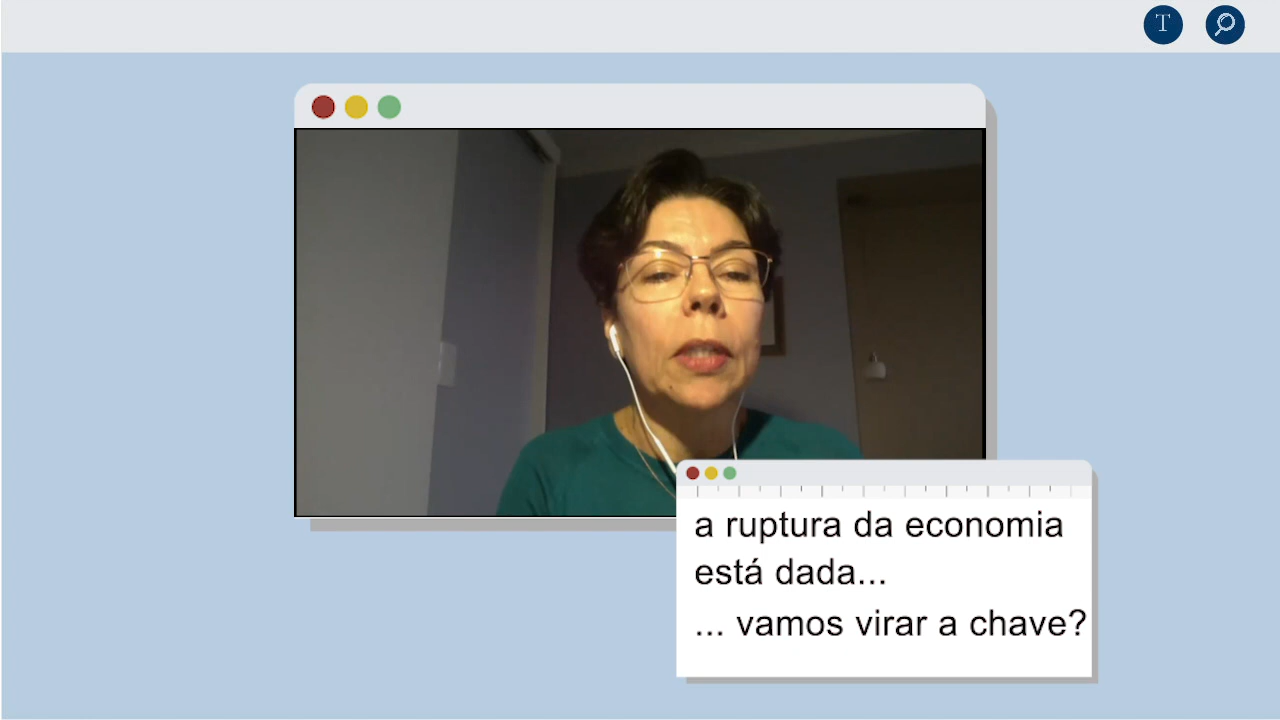 T
a ruptura da economia
está dada...
... vamos virar a chave?